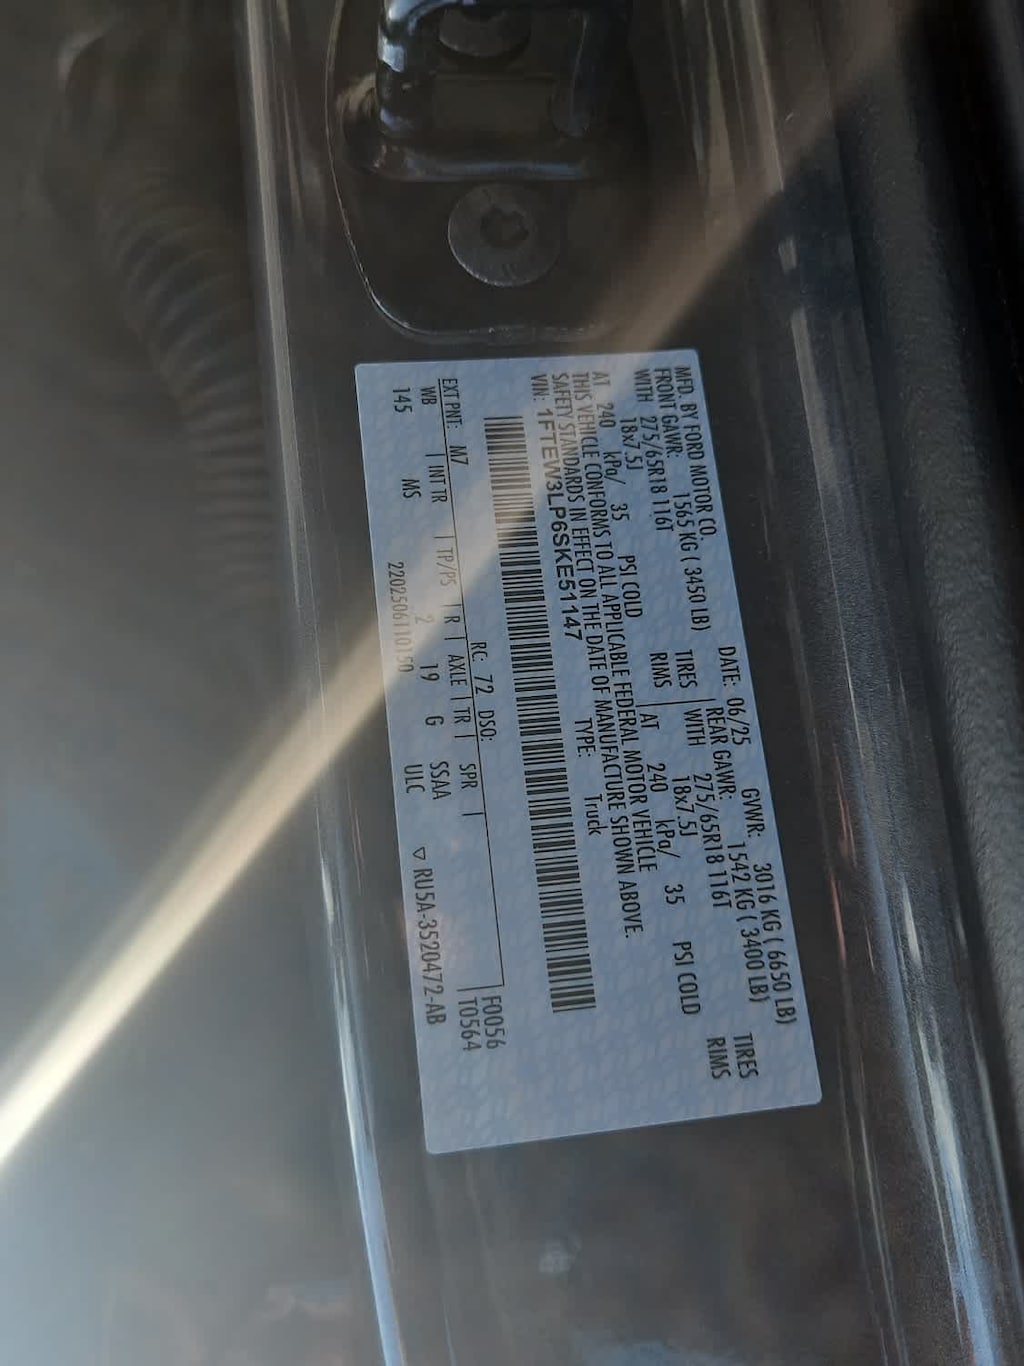 MFD. BY FORD MOTOR CO.
DATE: 06/25 GVWR: 3016 KG ( 6650 LB)
FRONT GAWR: 1565 KG ( 3450 LB) REAR GAWR: 1542 KG ( 3400 LB)
WITH 275/65R18 116T TIRES WITH 275/65R18 116T TIRES
18x7.5J RIMS 18x7.5J RIMS
AT 240 kPa/ 35 PSI COLD AT 240 kPa/ 35 PSI COLD
THIS VEHICLE CONFORMS TO ALL APPLICABLE FEDERAL MOTOR VEHICLE
SAFETY STANDARDS IN EFFECT ON THE DATE OF MANUFACTURE SHOWN ABOVE.
VIN: 1FTEW3LP6SKE51147 TYPE: Truck
F0056
T0564
EXT PNT: M7 RC: 72 DSO:
WB | INT TR | TP/PS | R | AXLE | TR | SPR |
145 MS 2 19 G SSAA
2202506110150 ULC ▽ RU5A-3520472-AB